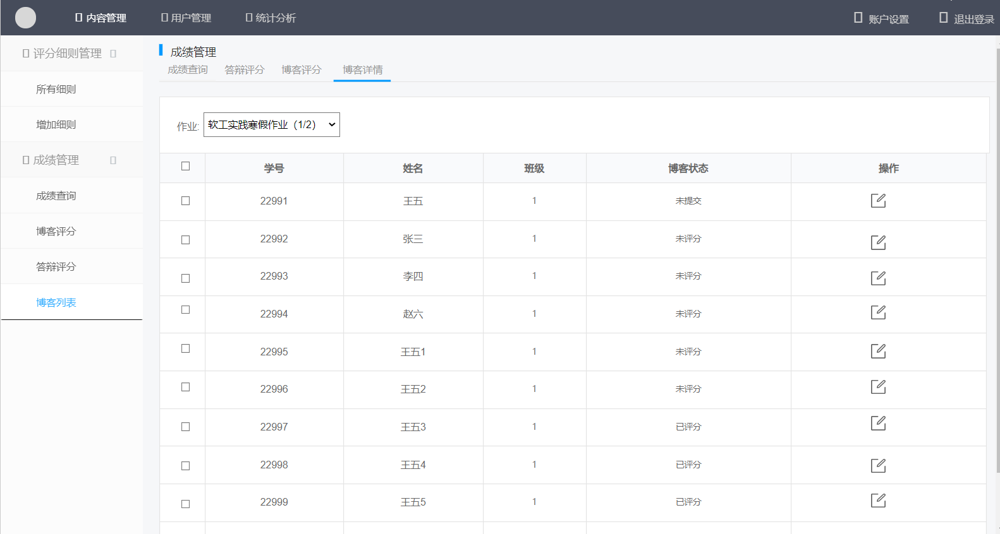 内容管理 用户管理 统计分析 账户设置 退出登录
评分细则管理
所有细则
增加细则
成绩管理
成绩查询
博客评分
答辩评分
博客列表
成绩管理
成绩查询 答辩评分 博客评分 博客详情
作业: 软工实践寒假作业（1/2）
学号 姓名 班级 博客状态 操作
22991 王五 1 未提交
22992 张三 1 未评分
22993 李四 1 未评分
22994 赵六 1 未评分
22995 王五1 1 未评分
22996 王五2 1 未评分
22997 王五3 1 已评分
22998 王五4 1 已评分
22999 王五5 1 已评分